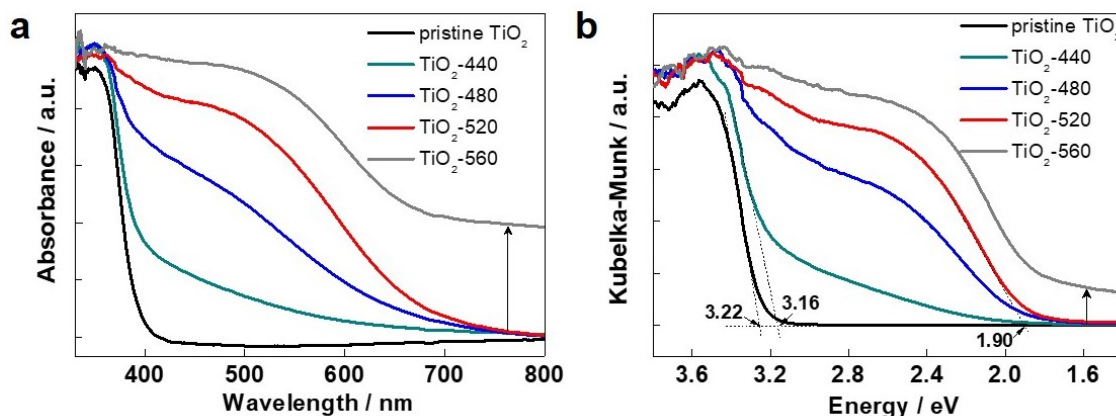 a
Absorbance / a.u.
pristine TiO₂
TiO₂-440
TiO₂-480
TiO₂-520
TiO₂-560
400 500 600 700 800
Wavelength / nm
b
Kubelka-Munk / a.u.
pristine TiO₂
TiO₂-440
TiO₂-480
TiO₂-520
TiO₂-560
3.22
3.16
1.90
3.6 3.2 2.8 2.4 2.0 1.6
Energy / eV